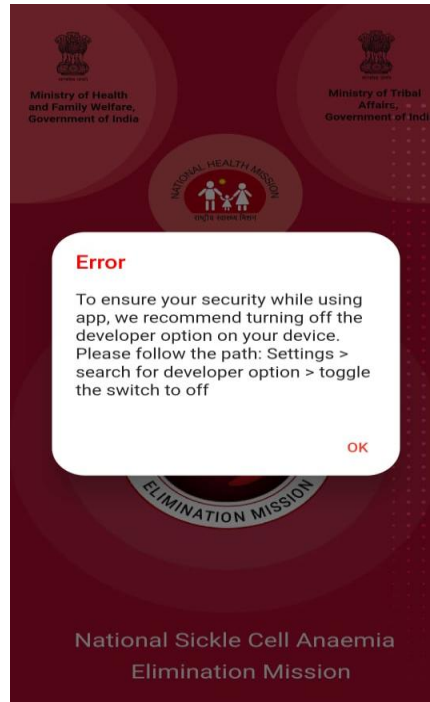 Ministry of Health
and Family Welfare,
Government of India
Ministry of Tribal
Affairs,
Government of Indi
NATIONAL HEALTH MISSION
राष्ट्रीय स्वास्थ्य मिशन
Error
To ensure your security while using
app, we recommend turning off the
developer option on your device.
Please follow the path: Settings >
search for developer option > toggle
the switch to off
OK
ELIMINATION MISSION
National Sickle Cell Anaemia
Elimination Mission